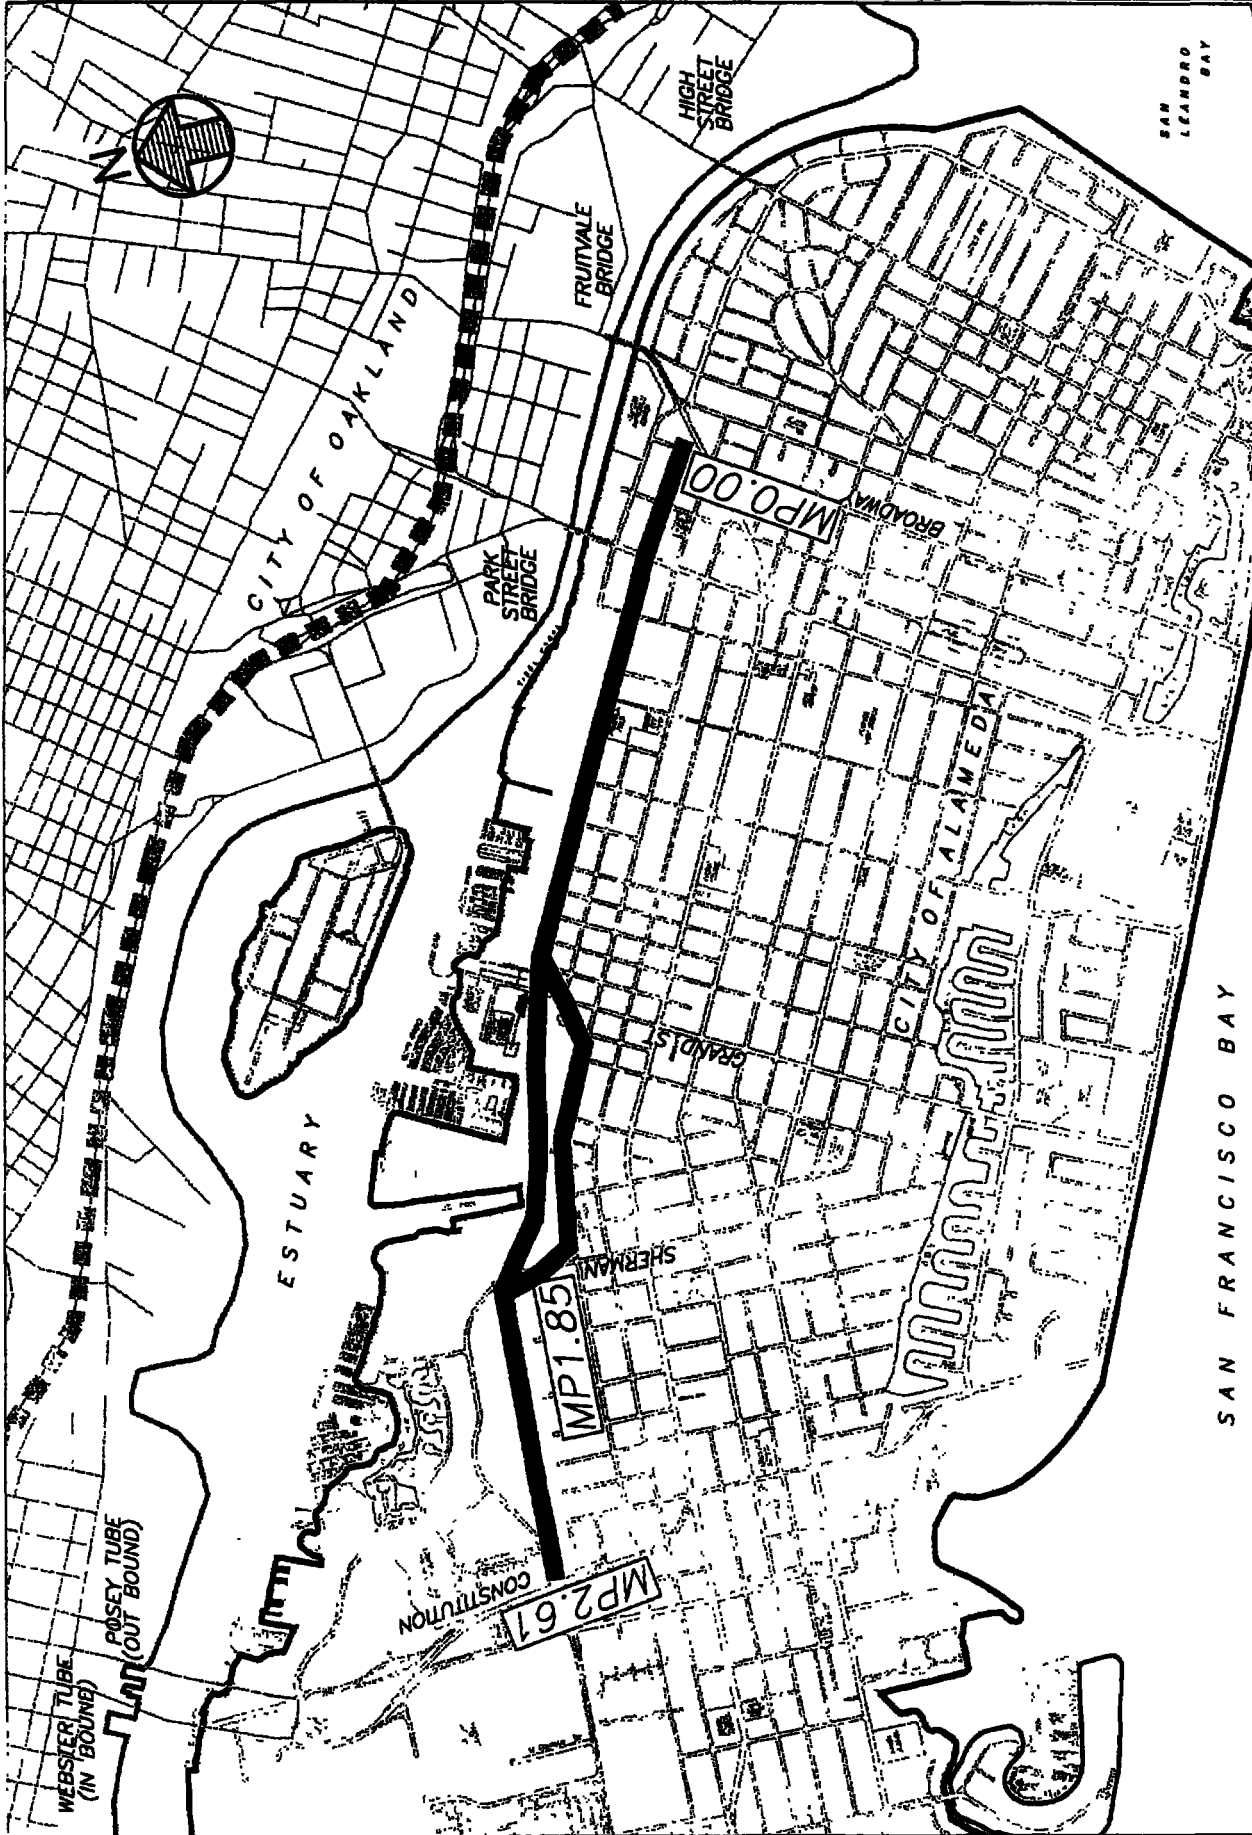 N
SAN
LEANDRO
BAY
HIGH
STREET
BRIDGE
FRUITVALE
BRIDGE
CITY OF OAKLAND
PARK
STREET
BRIDGE
MP0.00
BROADWA
CITY OF ALAMEDA
GRAND ST
ESTUARY
SHERMAN
MP1.85
SAN FRANCISCO BAY
CONSTITUTION
MP2.61
POSEY TUBE
(OUT BOUND)
WEBSTER TUBE
(IN BOUND)